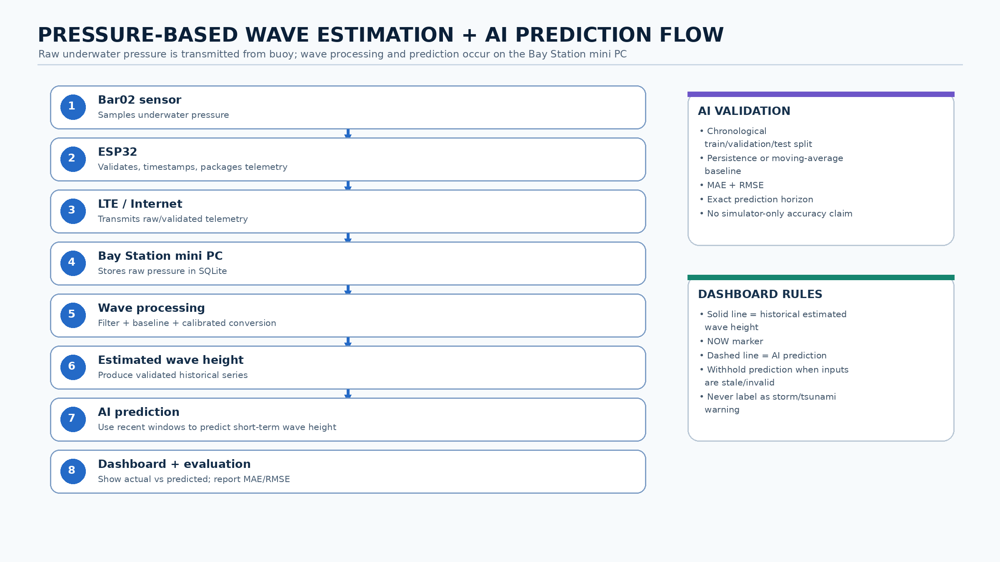 PRESSURE-BASED WAVE ESTIMATION + AI PREDICTION FLOW
Raw underwater pressure is transmitted from buoy; wave processing and prediction occur on the Bay Station mini PC
1
Bar02 sensor
Samples underwater pressure
2
ESP32
Validates, timestamps, packages telemetry
3
LTE / Internet
Transmits raw/validated telemetry
4
Bay Station mini PC
Stores raw pressure in SQLite
5
Wave processing
Filter + baseline + calibrated conversion
6
Estimated wave height
Produce validated historical series
7
AI prediction
Use recent windows to predict short-term wave height
8
Dashboard + evaluation
Show actual vs predicted; report MAE/RMSE
AI VALIDATION
• Chronological
train/validation/test split
• Persistence or moving-average
baseline
• MAE + RMSE
• Exact prediction horizon
• No simulator-only accuracy claim
DASHBOARD RULES
• Solid line = historical estimated
wave height
• NOW marker
• Dashed line = AI prediction
• Withhold prediction when inputs
are stale/invalid
• Never label as storm/tsunami
warning